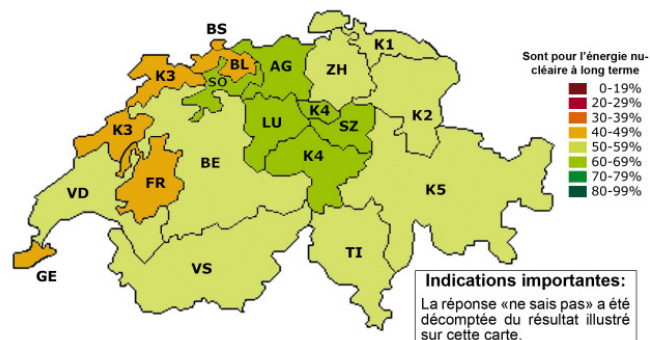 BS
K1
K3
BL
AG
ZH
SO
K2
K3
LU
K4
SZ
K4
BE
FR
VD
K5
GE
VS
TI
Sont pour l'énergie nu-
cléaire à long terme
0-19%
20-29%
30-39%
40-49%
50-59%
60-69%
70-79%
80-99%
Indications importantes:
La réponse «ne sais pas» a été
décomptée du résultat illustré
sur cette carte.